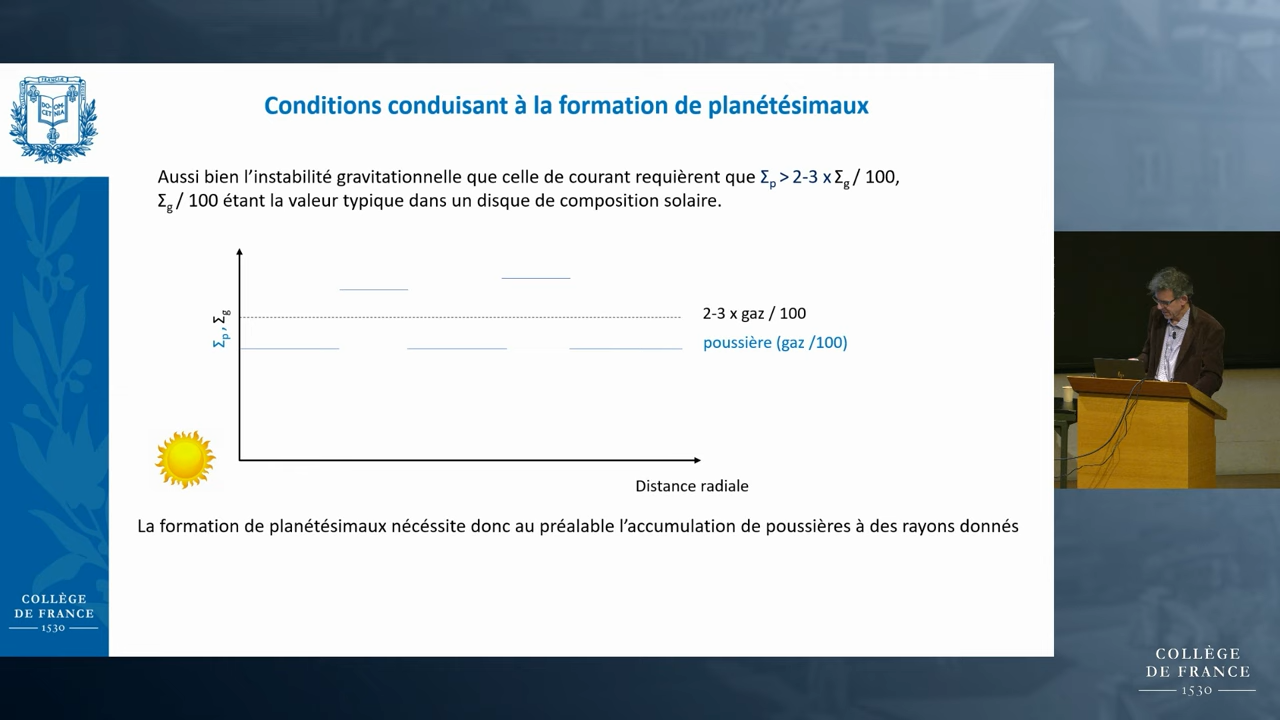 Conditions conduisant à la formation de planétésimaux
Aussi bien l’instabilité gravitationnelle que celle de courant requièrent que Σp > 2-3 x Σg / 100,
Σg / 100 étant la valeur typique dans un disque de composition solaire.
Σp , Σg
2-3 x gaz / 100
poussière (gaz /100)
Distance radiale
La formation de planétésimaux nécéssite donc au préalable l’accumulation de poussières à des rayons donnés
COLLÈGE
DE FRANCE
1530
COLLÈGE
DE FRANCE
1530